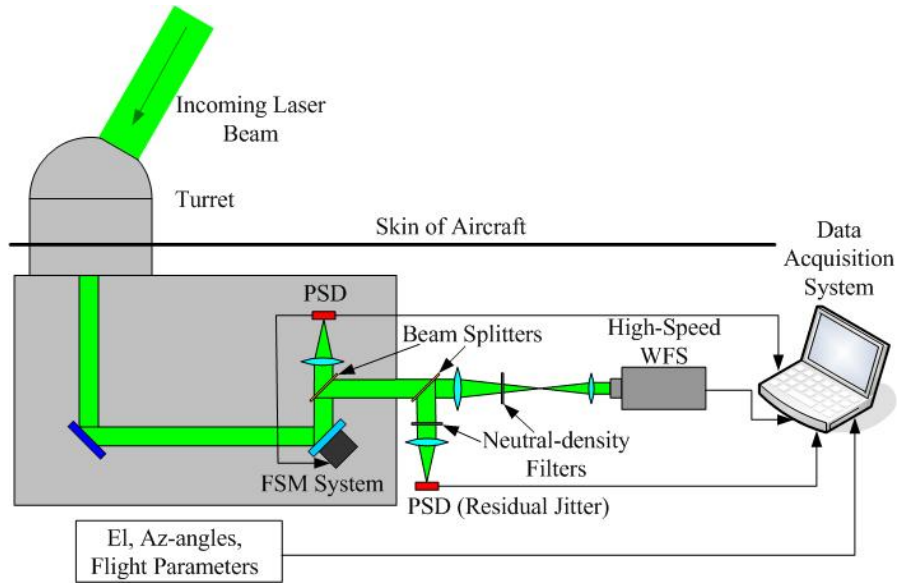 Incoming Laser
Beam
Turret
Skin of Aircraft
Data
Acquisition
System
PSD
Beam Splitters
High-Speed
WFS
Neutral-density
Filters
FSM System
PSD (Residual Jitter)
El, Az-angles,
Flight Parameters